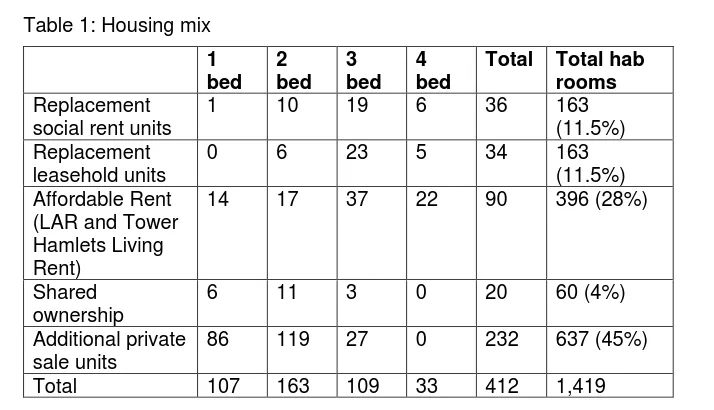 Table 1: Housing mix
1 bed 2 bed 3 bed 4 bed Total Total hab rooms
Replacement social rent units 1 10 19 6 36 163 (11.5%)
Replacement leasehold units 0 6 23 5 34 163 (11.5%)
Affordable Rent (LAR and Tower Hamlets Living Rent) 14 17 37 22 90 396 (28%)
Shared ownership 6 11 3 0 20 60 (4%)
Additional private sale units 86 119 27 0 232 637 (45%)
Total 107 163 109 33 412 1,419